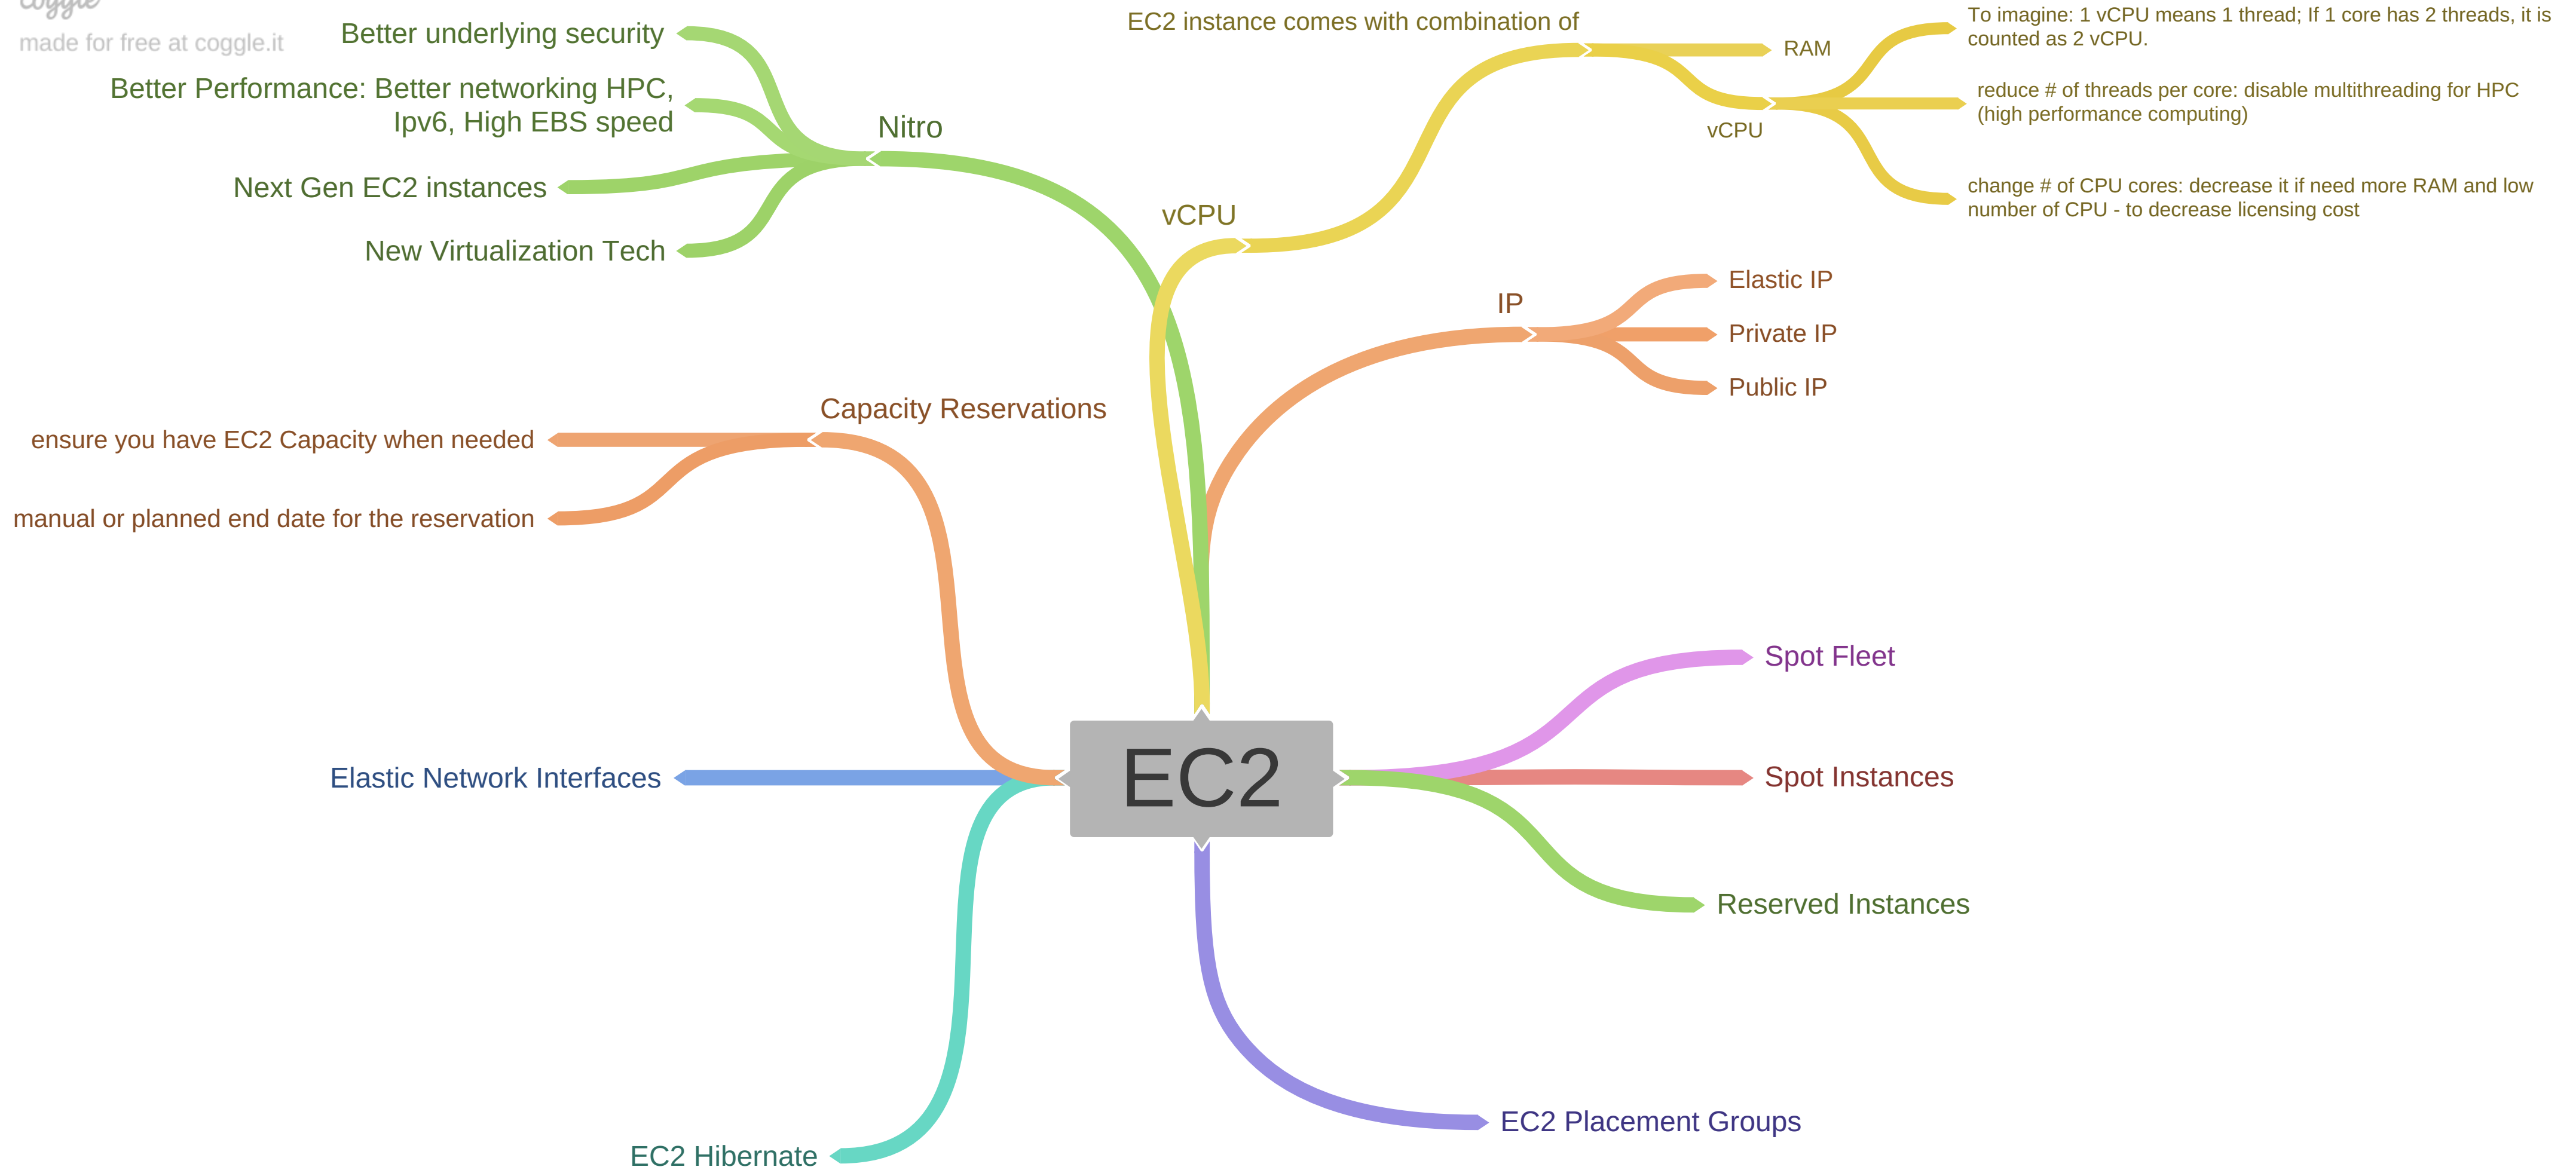 coggle
made for free at coggle.it
Better underlying security
Better Performance: Better networking HPC,
Ipv6, High EBS speed
Nitro
Next Gen EC2 instances
New Virtualization Tech
EC2 instance comes with combination of
RAM
vCPU
To imagine: 1 vCPU means 1 thread; If 1 core has 2 threads, it is
counted as 2 vCPU.
reduce # of threads per core: disable multithreading for HPC
(high performance computing)
change # of CPU cores: decrease it if need more RAM and low
number of CPU - to decrease licensing cost
vCPU
IP
Elastic IP
Private IP
Public IP
Capacity Reservations
ensure you have EC2 Capacity when needed
manual or planned end date for the reservation
Spot Fleet
Elastic Network Interfaces
EC2
Spot Instances
Reserved Instances
EC2 Placement Groups
EC2 Hibernate